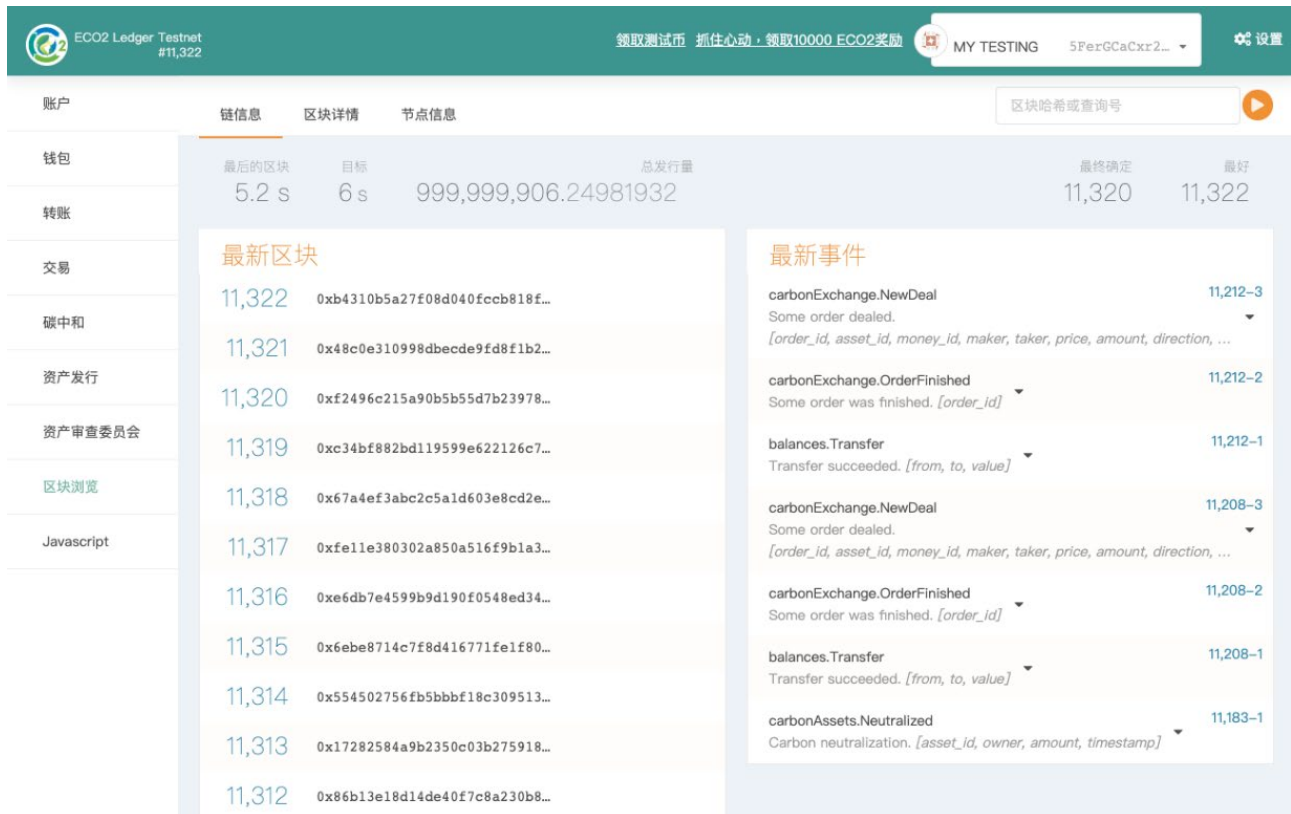 ECO2 Ledger Testnet
#11,322
领取测试币 抓住心动，领取10000 ECO2奖励
MY TESTING 5FerGCaCxr2…
设置
账户
钱包
转账
交易
碳中和
资产发行
资产审查委员会
区块浏览
Javascript
链信息 区块详情 节点信息
区块哈希或查询号
最后的区块 目标 总发行量 最终确定 最好
5.2 s 6 s 999,999,906.24981932 11,320 11,322
最新区块
11,322 0xb4310b5a27f08d040fccb818f…
11,321 0x48c0e310998dbecde9fd8f1b2…
11,320 0xf2496c215a90b5b55d7b23978…
11,319 0xc34bf882bd119599e622126c7…
11,318 0x67a4ef3abc2c5a1d603e8cd2e…
11,317 0xfe11e380302a850a516f9b1a3…
11,316 0xe6db7e4599b9d190f0548ed34…
11,315 0x6ebe8714c7f8d416771fe1f80…
11,314 0x554502756fb5bbbf18c309513…
11,313 0x17282584a9b2350c03b275918…
11,312 0x86b13e18d14de40f7c8a230b8…
最新事件
carbonExchange.NewDeal 11,212-3
Some order dealed.
[order_id, asset_id, money_id, maker, taker, price, amount, direction, …
carbonExchange.OrderFinished 11,212-2
Some order was finished. [order_id]
balances.Transfer 11,212-1
Transfer succeeded. [from, to, value]
carbonExchange.NewDeal 11,208-3
Some order dealed.
[order_id, asset_id, money_id, maker, taker, price, amount, direction, …
carbonExchange.OrderFinished 11,208-2
Some order was finished. [order_id]
balances.Transfer 11,208-1
Transfer succeeded. [from, to, value]
carbonAssets.Neutralized 11,183-1
Carbon neutralization. [asset_id, owner, amount, timestamp]